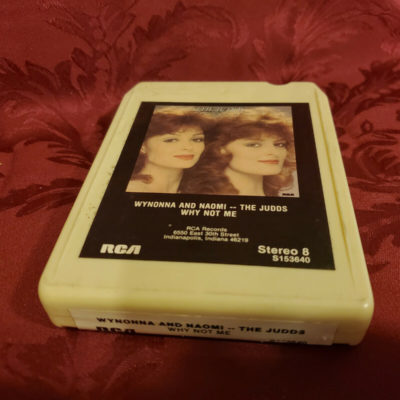 WYNONNA AND NAOMI -- THE JUDDS
WHY NOT ME
RCA Records
6550 East 30th Street
Indianapolis, Indiana 46219
RCA
Stereo 8
S153640
WYNONNA AND NAOMI -- THE JUDDS
RCA
WHY NOT ME